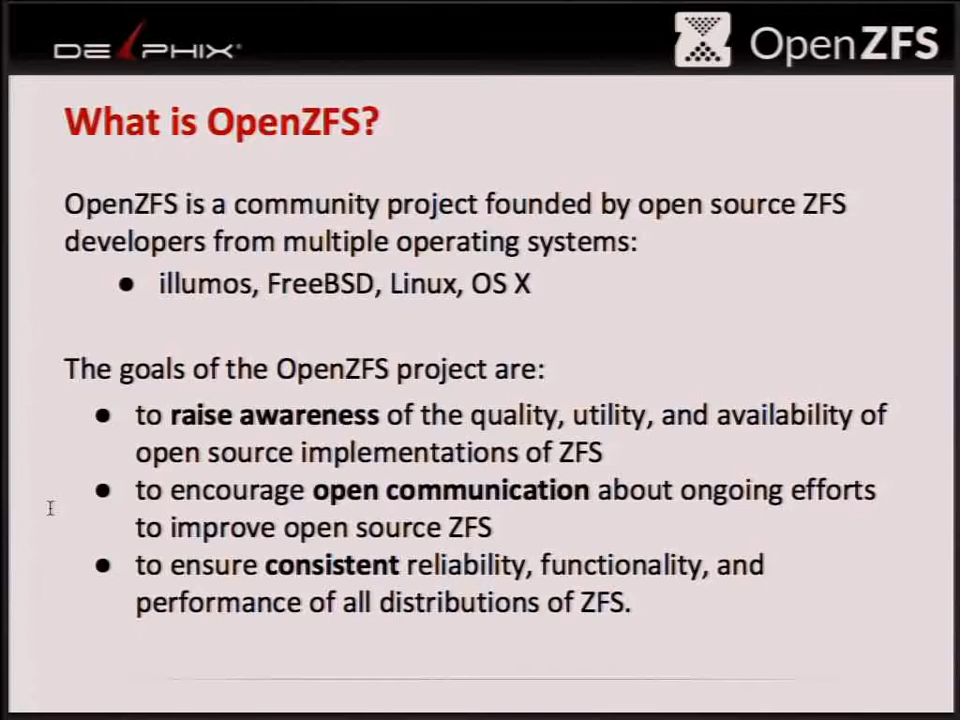 DELPHIX
OpenZFS
What is OpenZFS?
OpenZFS is a community project founded by open source ZFS
developers from multiple operating systems:
● illumos, FreeBSD, Linux, OS X
The goals of the OpenZFS project are:
● to raise awareness of the quality, utility, and availability of
open source implementations of ZFS
● to encourage open communication about ongoing efforts
to improve open source ZFS
● to ensure consistent reliability, functionality, and
performance of all distributions of ZFS.